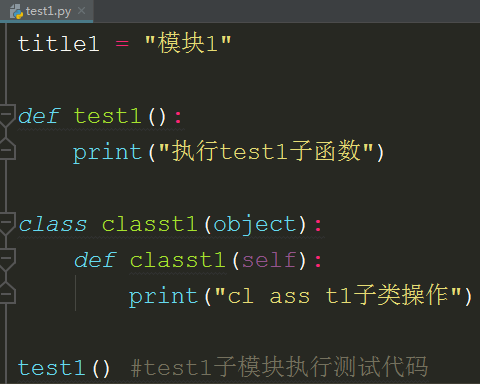 test1.py
title1 = "模块1"
def test1():
print("执行test1子函数")
class classt1(object):
def classt1(self):
print("cl ass t1子类操作")
test1() #test1子模块执行测试代码